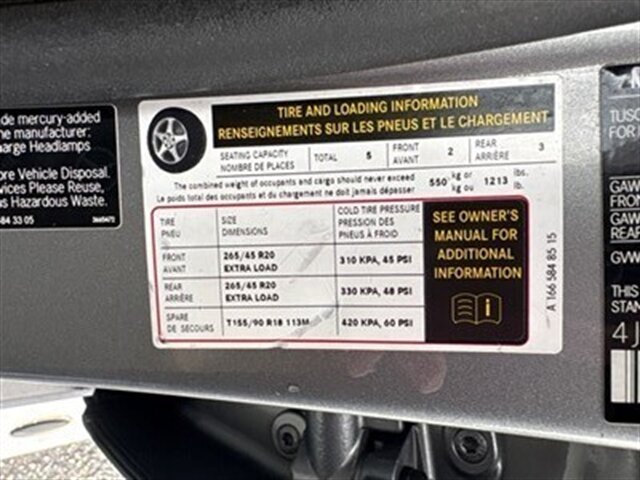 de mercury-added
ne manufacturer:
harge Headlamps
ore Vehicle Disposal.
vices Please Reuse,
as Hazardous Waste.
584 33 05
TIRE AND LOADING INFORMATION
RENSEIGNEMENTS SUR LES PNEUS ET LE CHARGEMENT
SEATING CAPACITY
NOMBRE DE PLACES
TOTAL 5
FRONT
AVANT
2
REAR
ARRIÈRE
3
The combined weight of occupants and cargo should never exceed
Le poids total des occupants et du chargement ne doit jamais dépasser
550 kg or 1213 lbs.
kg ou lb.
TIRE
PNEU
SIZE
DIMENSIONS
COLD TIRE PRESSURE
PRESSION DES
PNEUS À FROID
FRONT
AVANT
265/45 R20
EXTRA LOAD
310 KPA, 45 PSI
REAR
ARRIÈRE
265/45 R20
EXTRA LOAD
330 KPA, 48 PSI
SPARE
DE SECOURS
T155/90 R18 113M
420 KPA, 60 PSI
SEE OWNER'S
MANUAL FOR
ADDITIONAL
INFORMATION
A 166 584 85 15
TUSC
FOR
GAW
FRON
GAW
REAR
GVW
THIS
STAN
4J